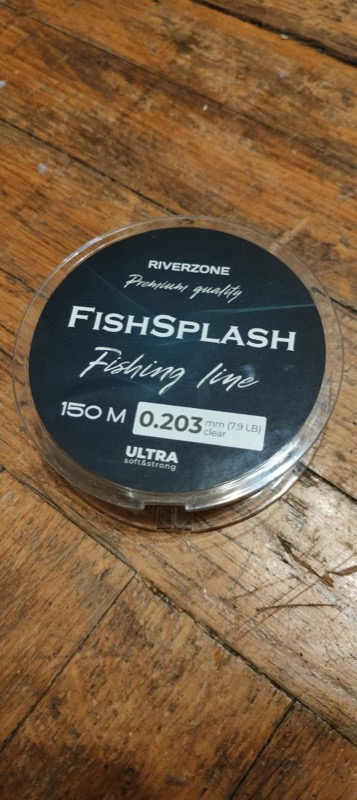 RIVERZONE
Premium quality
FISHSPLASH
Fishing line
150 M 0.203 mm (7.9 LB)
clear
ULTRA
soft&strong